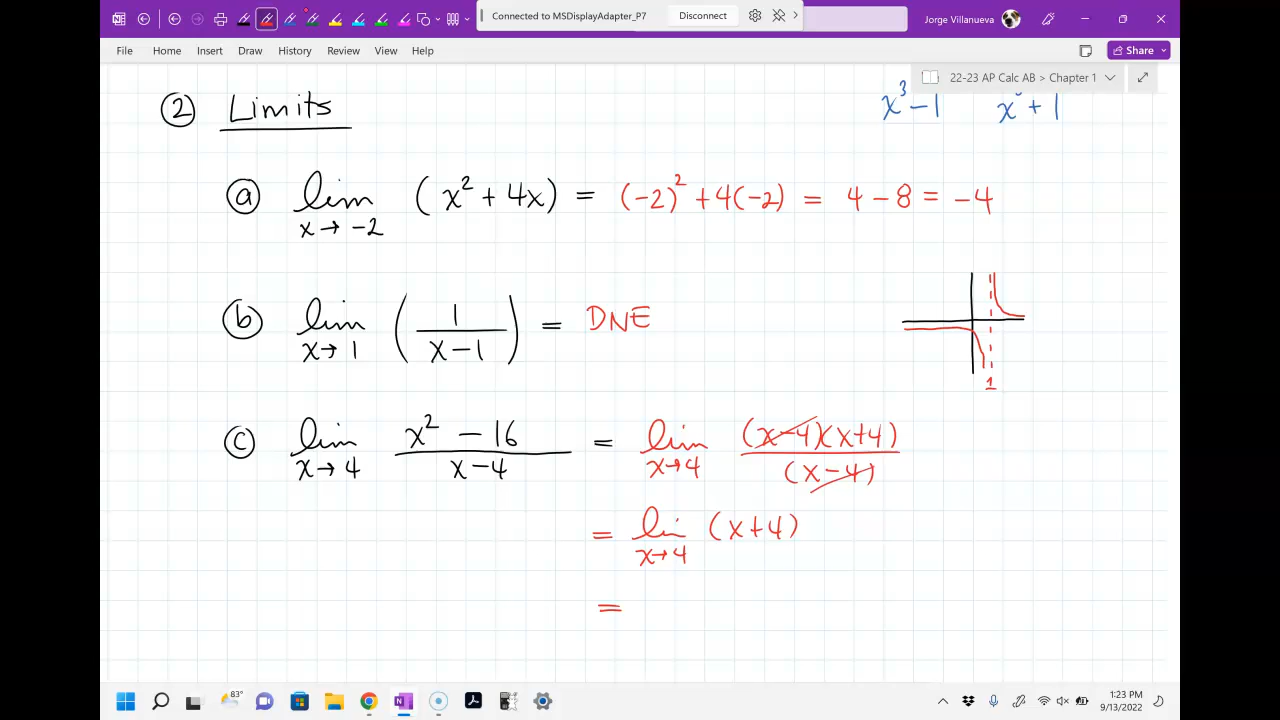 Connected to MSDisplayAdapter_P7 Disconnect Jorge Villanueva
File Home Insert Draw History Review View Help Share
22-23 AP Calc AB > Chapter 1
② Limits x³ − 1 x + 1
ⓐ lim x→−2 (x² + 4x) = (−2)² + 4(−2) = 4 − 8 = −4
ⓑ lim x→1 (1/(x−1)) = DNE
1
ⓒ lim x→4 (x² − 16)/(x−4) = lim x→4 (x−4)(x+4)/(x−4)
= lim x→4 (x+4)
=
83° 1:23 PM
9/13/2022